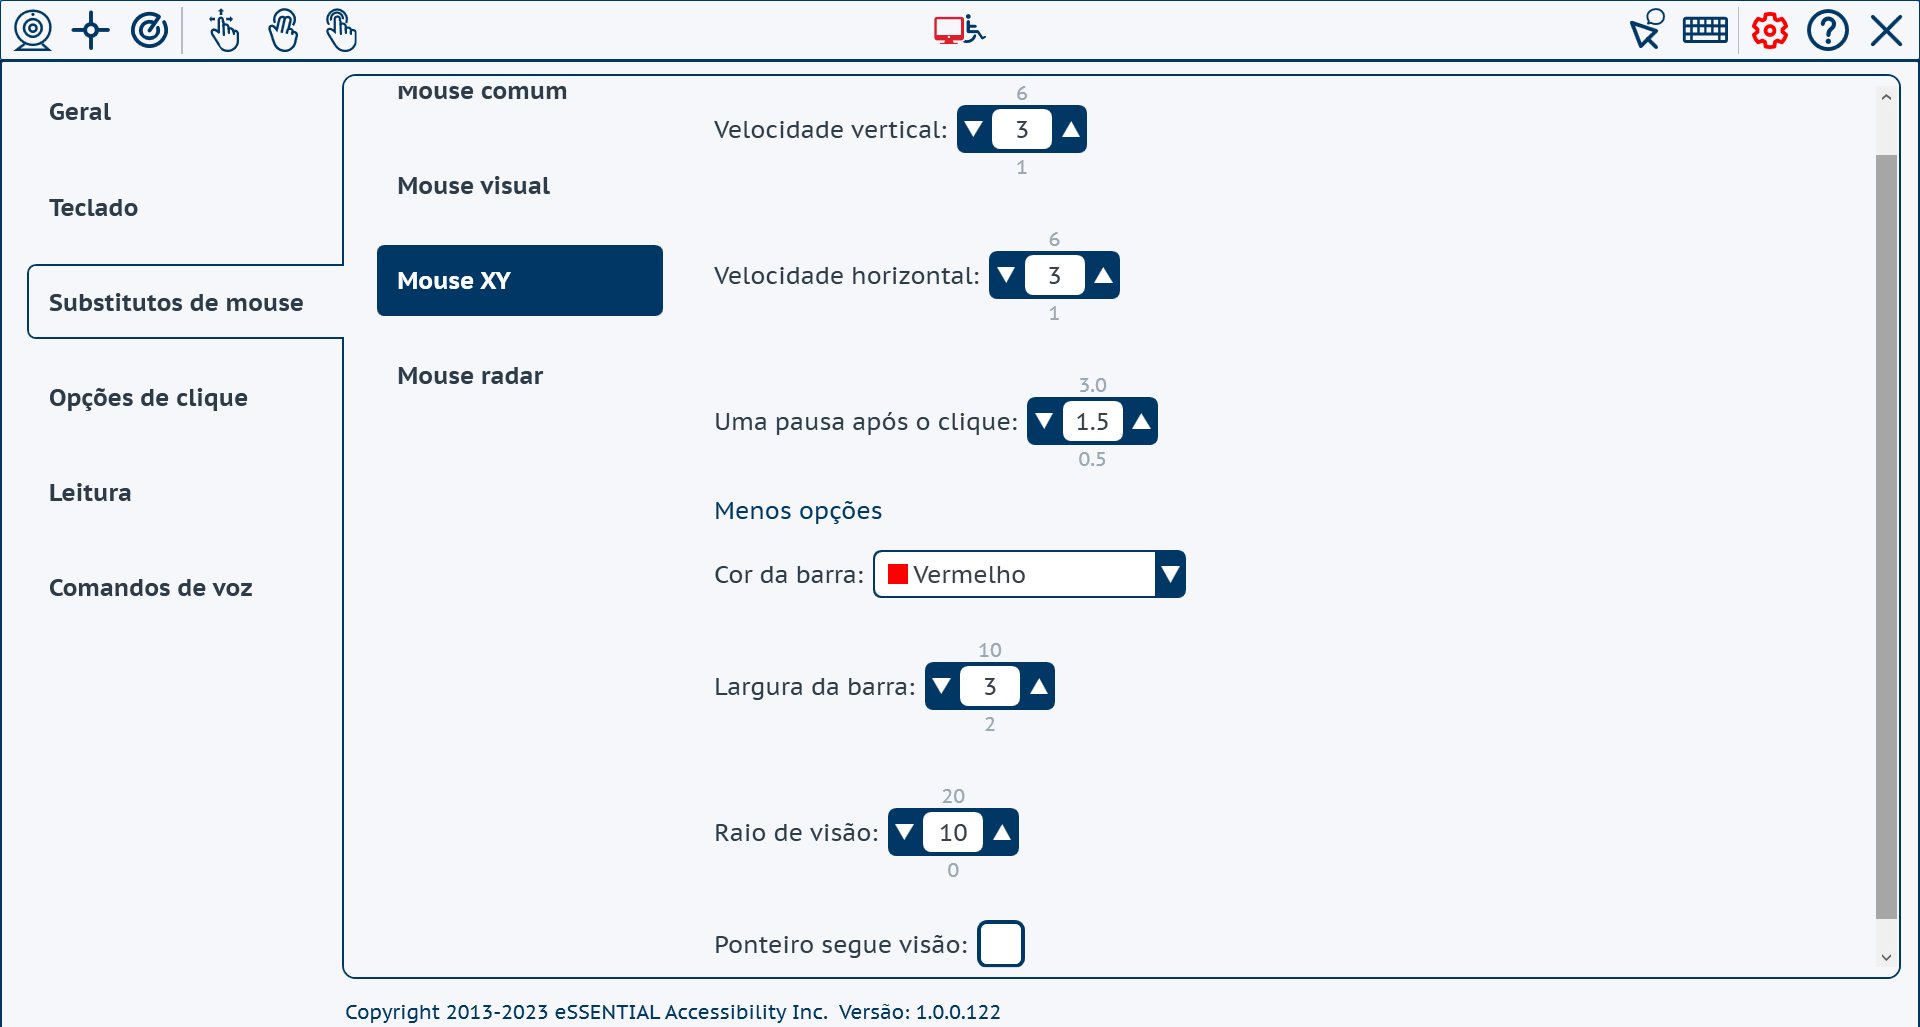 Geral
Teclado
Substitutos de mouse
Opções de clique
Leitura
Comandos de voz
Mouse comum
Mouse visual
Mouse XY
Mouse radar
6
Velocidade vertical: 3
1
6
Velocidade horizontal: 3
1
3.0
Uma pausa após o clique: 1.5
0.5
Menos opções
Cor da barra: Vermelho
10
Largura da barra: 3
2
20
Raio de visão: 10
0
Ponteiro segue visão:
Copyright 2013-2023 eSSENTIAL Accessibility Inc. Versão: 1.0.0.122